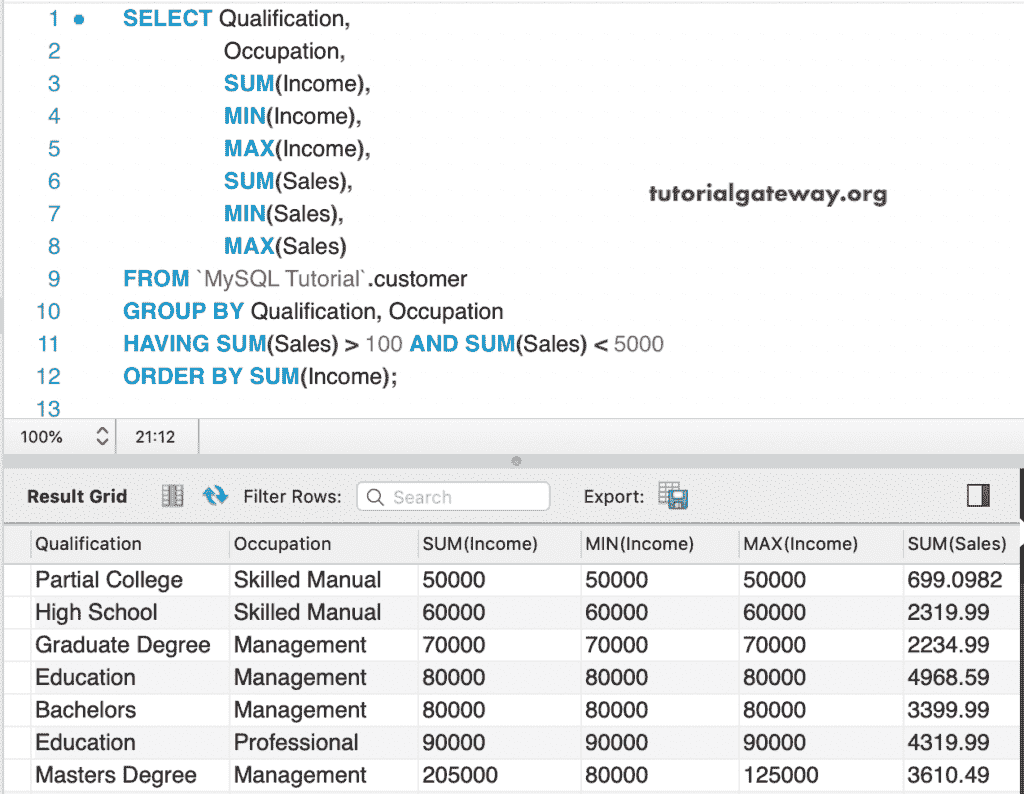 1 SELECT Qualification,
2 Occupation,
3 SUM(Income),
4 MIN(Income),
5 MAX(Income),
6 SUM(Sales),
7 MIN(Sales),
8 MAX(Sales)
tutorialgateway.org
9 FROM `MySQL Tutorial`.customer
10 GROUP BY Qualification, Occupation
11 HAVING SUM(Sales) > 100 AND SUM(Sales) < 5000
12 ORDER BY SUM(Income);
13
100% 21:12
Result Grid Filter Rows: Search Export:
Qualification Occupation SUM(Income) MIN(Income) MAX(Income) SUM(Sales)
Partial College Skilled Manual 50000 50000 50000 699.0982
High School Skilled Manual 60000 60000 60000 2319.99
Graduate Degree Management 70000 70000 70000 2234.99
Education Management 80000 80000 80000 4968.59
Bachelors Management 80000 80000 80000 3399.99
Education Professional 90000 90000 90000 4319.99
Masters Degree Management 205000 80000 125000 3610.49